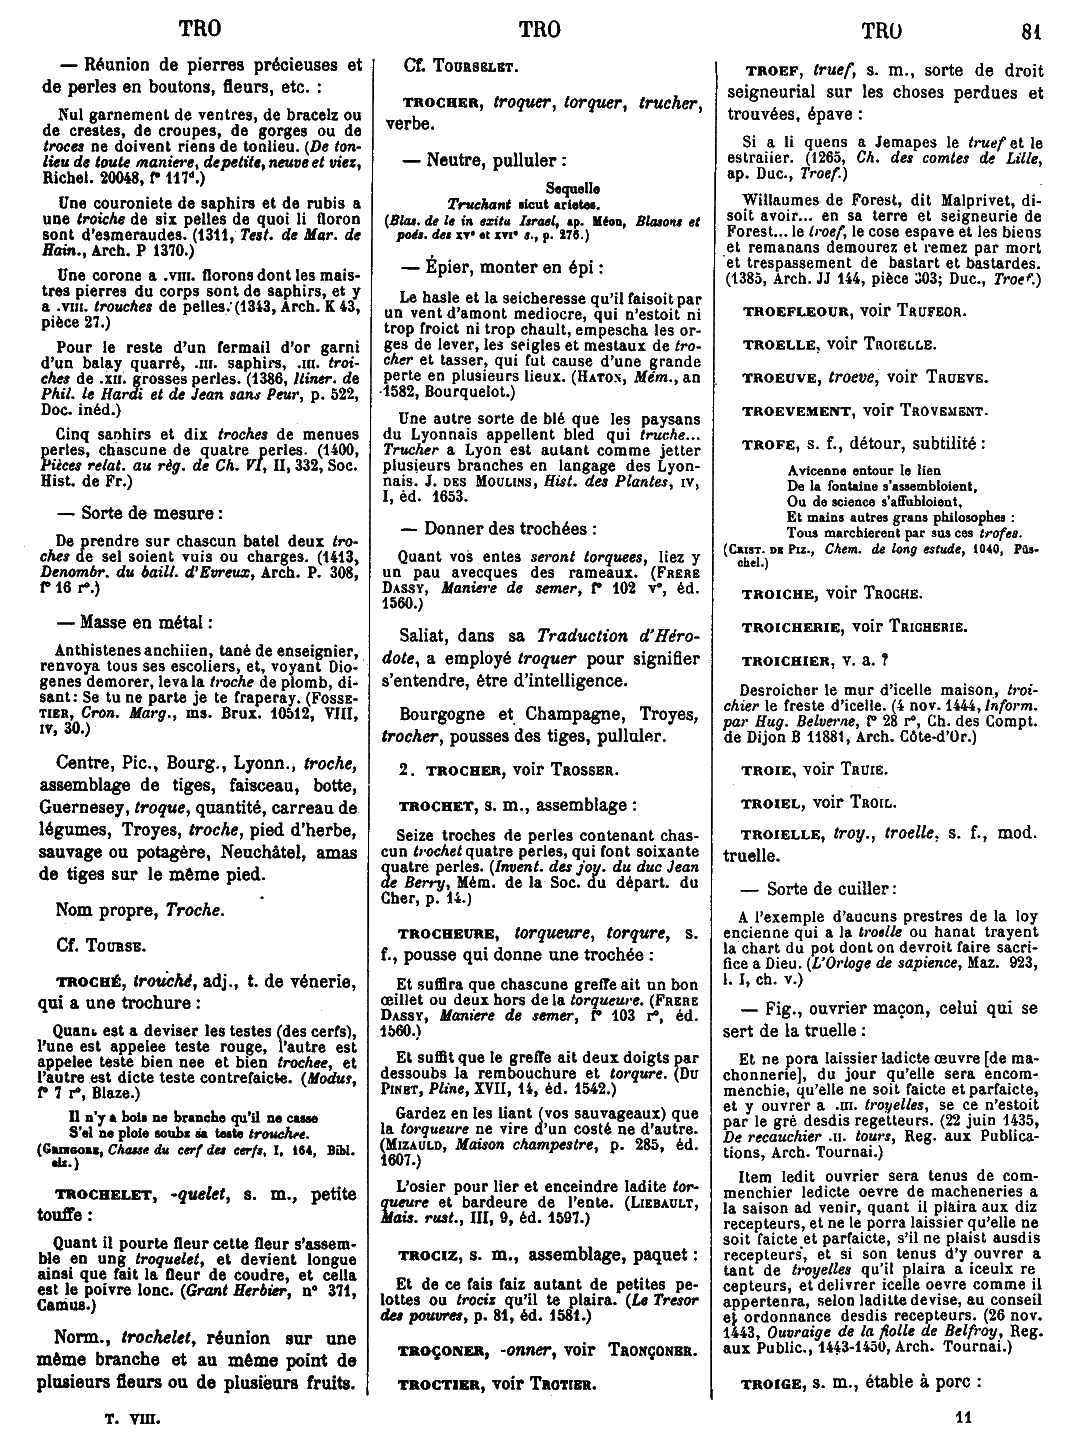 TRO
TRO
TRO 81
— Réunion de pierres précieuses et
de perles en boutons, fleurs, etc. :
Nul garnement de ventres, de bracelz ou
de crestes, de croupes, de gorges ou de
troces ne doivent riens de tonlieu. (De ton-
lieu de toute maniere, de petite, neuve et viez,
Richel. 20048, f° 117ᵈ.)
Une couroniete de saphirs et de rubis a
une troiche de six pelles de quoi li floron
sont d'esmeraudes. (1311, Test. de Mar. de
Hain., Arch. P 1370.)
Une corone a .VIII. florons dont les mais-
tres pierres du corps sont de saphirs, et y
a .VIII. trouches de pelles. (1343, Arch. K 43,
pièce 27.)
Pour le reste d'un fermail d'or garni
d'un balay quarré, .III. saphirs, .III. troi-
ches de .XII. grosses perles. (1386, Itiner. de
Phil. le Hardi et de Jean sans Peur, p. 522,
Doc. inéd.)
Cinq saphirs et dix troches de menues
perles, chascune de quatre perles. (1400,
Pièces relat. au règ. de Ch. VI, II, 332, Soc.
Hist. de Fr.)
— Sorte de mesure :
De prendre sur chascun batel deux tro-
ches de sel soient vuis ou charges. (1413,
Denombr. du baill. d'Evreux, Arch. P. 308,
f° 16 r°.)
— Masse en métal :
Anthistenes anchiien, tané de enseignier,
renvoya tous ses escoliers, et, voyant Dio-
genes demorer, leva la troche de plomb, di-
sant : Se tu ne parte je te fraperay. (FOSSE-
TIER, Cron. Marg., ms. Brux. 10512, VIII,
IV, 30.)
Centre, Pic., Bourg., Lyonn., troche,
assemblage de tiges, faisceau, botte,
Guernesey, troque, quantité, carreau de
légumes, Troyes, troche, pied d'herbe,
sauvage ou potagère, Neuchâtel, amas
de tiges sur le même pied.
Nom propre, Troche.
Cf. TOURSE.
TROCHÉ, trouché, adj., t. de vénerie,
qui a une trochure :
Quant est a deviser les testes (des cerfs),
l'une est appelee teste rouge, l'autre est
appelee teste bien nee et bien trochee, et
l'autre est dicte teste contrefaicte. (Modus,
f° 7 r°, Blaze.)
Il n'y a bois ne branche qu'il ne casse
S'el ne ploie soubz sa teste trouchre.
(GRINGORE, Chasse du cerf des cerfs, I, 164, Bibl.
elz.)
TROCHELET, -quelet, s. m., petite
touffe :
Quant il pourte fleur cette fleur s'assem-
ble en ung troquelet, et devient longue
ainsi que fait la fleur de coudre, et cella
est le poivre lonc. (Grant Herbier, n° 371,
Camus.)
Norm., trochelet, réunion sur une
même branche et au même point de
plusieurs fleurs ou de plusieurs fruits.
Cf. TOURSELET.
TROCHER, troquer, torquer, trucher,
verbe.
— Neutre, pulluler :
Sequelle
Truchant sicut arietes.
(Blas. de le in exitu Israel, ap. Méon, Blasons et
poés. des XVᵉ et XVIᵉ s., p. 276.)
— Épier, monter en épi :
Le hasle et la seicheresse qu'il faisoit par
un vent d'amont mediocre, qui n'estoit ni
trop froict ni trop chault, empescha les or-
ges de lever, les seigles et mestaux de tro-
cher et tasser, qui fut cause d'une grande
perte en plusieurs lieux. (HATON, Mém., an
1582, Bourquelot.)
Une autre sorte de blé que les paysans
du Lyonnais appellent bled qui truche...
Trucher a Lyon est autant comme jetter
plusieurs branches en langage des Lyon-
nais. J. DES MOULINS, Hist. des Plantes, IV,
I, éd. 1653.
— Donner des trochées :
Quant vos entes seront torquees, liez y
un pau avecques des rameaux. (FRERE
DASSY, Maniere de semer, f° 102 v°, éd.
1560.)
Saliat, dans sa Traduction d'Héro-
dote, a employé troquer pour signifier
s'entendre, être d'intelligence.
Bourgogne et Champagne, Troyes,
trocher, pousses des tiges, pulluler.
2. TROCHER, voir TROSSER.
TROCHET, s. m., assemblage :
Seize troches de perles contenant chas-
cun trochet quatre perles, qui font soixante
quatre perles. (Invent. des joy. du duc Jean
de Berry, Mém. de la Soc. du départ. du
Cher, p. 14.)
TROCHEURE, torqueure, torqure, s.
f., pousse qui donne une trochée :
Et suffira que chascune greffe ait un bon
œillet ou deux hors de la torqueure. (FRERE
DASSY, Maniere de semer, f° 103 r°, éd.
1560.)
Et suffit que le greffe ait deux doigts par
dessoubs la rembouchure et torqure. (DU
PINET, Pline, XVII, 14, éd. 1542.)
Gardez en les liant (vos sauvageaux) que
la torqueure ne vire d'un costé ne d'autre.
(MIZAULD, Maison champestre, p. 285, éd.
1607.)
L'osier pour lier et enceindre ladite tor-
queure et bardeure de l'ente. (LIEBAULT,
Mais. rust., III, 9, éd. 1597.)
TROCIZ, s. m., assemblage, paquet :
Et de ce fais faiz autant de petites pe-
lottes ou trociz qu'il te plaira. (Le Tresor
des pouvres, p. 81, éd. 1581.)
TROÇONER, -onner, voir TRONÇONER.
TROCTIER, voir TROTIER.
TROEF, truef, s. m., sorte de droit
seigneurial sur les choses perdues et
trouvées, épave :
Si a li quens a Jemapes le truef et le
estraiier. (1265, Ch. des comtes de Lille,
ap. Duc., Troef.)
Willaumes de Forest, dit Malprivet, di-
soit avoir... en sa terre et seigneurie de
Forest... le troef, le cose espave et les biens
et remanans demourez et remez par mort
et trespassement de bastart et bastardes.
(1385, Arch. JJ 144, pièce 303; Duc., Troef.)
TROEFLEOUR, voir TRUFEOR.
TROELLE, voir TROIELLE.
TROEUVE, troeve, voir TRUEVE.
TROEVEMENT, voir TROVEMENT.
TROFE, s. f., détour, subtilité :
Avicenne entour le lien
De la fontaine s'assembloient,
Ou de science s'affubloient,
Et mains autres grans philosophes :
Tous marchierent par sus ces trofes.
(CRIST. DE PIZ., Chem. de long estude, 1040, Püs-
chel.)
TROICHE, voir TROCHE.
TROICHERIE, voir TRICHERIE.
TROICHIER, v. a. ?
Desroicher le mur d'icelle maison, troi-
chier le freste d'icelle. (4 nov. 1444, Inform.
par Hug. Belverne, f° 28 r°, Ch. des Compt.
de Dijon B 11881, Arch. Côte-d'Or.)
TROIE, voir TRUIE.
TROIEL, voir TROIL.
TROIELLE, troy., troelle, s. f., mod.
truelle.
— Sorte de cuiller :
A l'exemple d'aucuns prestres de la loy
encienne qui a la troelle ou hanat trayent
la chart du pot dont on devroit faire sacri-
fice a Dieu. (L'Orloge de sapience, Maz. 923,
l. I, ch. v.)
— Fig., ouvrier maçon, celui qui se
sert de la truelle :
Et ne pora laissier ladicte œuvre [de ma-
chonnerie], du jour qu'elle sera encom-
menchie, qu'elle ne soit faicte et parfaicte,
et y ouvrer a .III. troyelles, se ce n'estoit
par le gré desdis regetteurs. (22 juin 1435,
De recauchier .II. tours, Reg. aux Publica-
tions, Arch. Tournai.)
Item ledit ouvrier sera tenus de com-
menchier ledicte oevre de macheneries a
la saison ad venir, quant il plaira aux diz
recepteurs, et ne le porra laissier qu'elle ne
soit faicte et parfaicte, s'il ne plaist ausdis
recepteurs, et si son tenus d'y ouvrer a
tant de troyelles qu'il plaira a iceulx re
cepteurs, et delivrer icelle oevre comme il
appertenra, selon laditte devise, au conseil
et ordonnance desdis recepteurs. (26 nov.
1443, Ouvraige de la fiolle de Belfroy, Reg.
aux Public., 1443-1450, Arch. Tournai.)
TROIGE, s. m., étable à porc :
T. VIII.
11